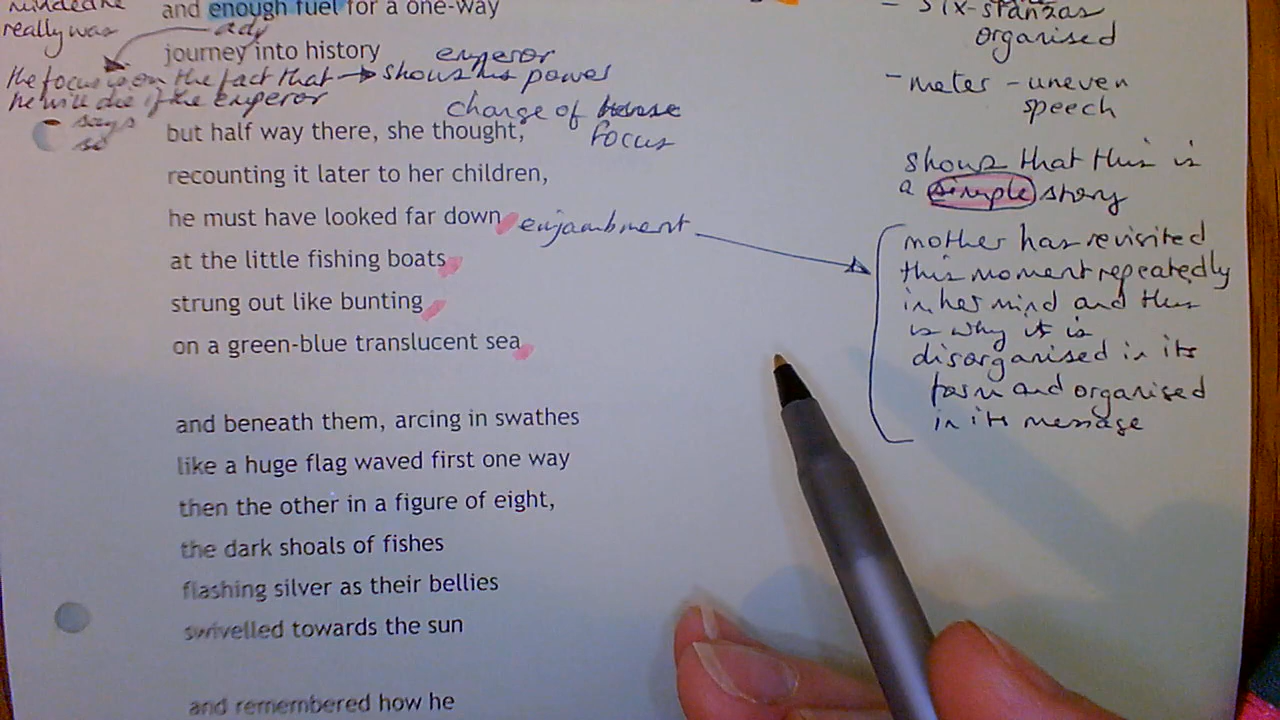 and enough fuel for a one-way
really was
adj
journey into history
emperor
the focus is on the fact that → shows his power
he will die if the emperor
says
so
change of
focus
but half way there, she thought,
recounting it later to her children,
he must have looked far down
enjambment
at the little fishing boats
strung out like bunting
on a green-blue translucent sea
and beneath them, arcing in swathes
like a huge flag waved first one way
then the other in a figure of eight,
the dark shoals of fishes
flashing silver as their bellies
swivelled towards the sun
and remembered how he
- six-stanzas
organised
- meter - uneven
speech
shows that this is
a simple story
mother has revisited
this moment repeatedly
in her mind and this
is why it is
disorganised in its
form and organised
in its message